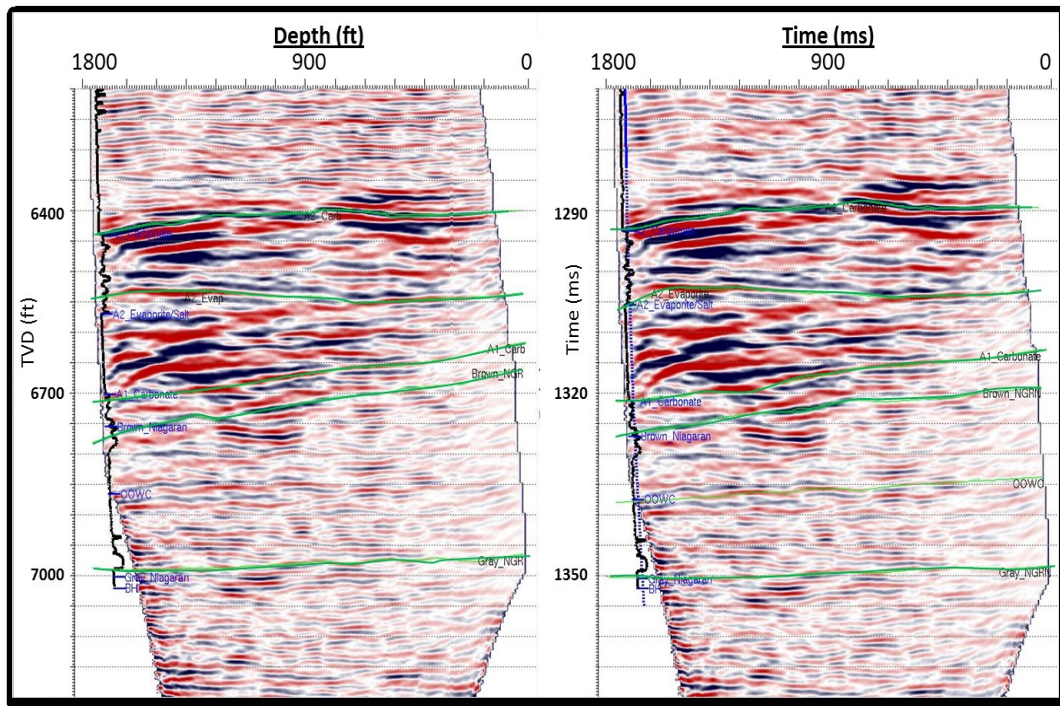 Depth (ft)
1800 900 0
TVD (ft)
6400
6700
7000
A2_Carb
A2_Evap
A2_Evaporite/Salt
A1_Carb
Brown_NGR
A1_Carbonate
Brown_Niagaran
OOWC
Gray_NGR
Gray_Niagaran
BH
Time (ms)
1800 900 0
Time (ms)
1290
1320
1350
A2_Carbonate
A2_Evaporite
A2_Evaporite/Salt
A1_Carbonate
Brown_NGRN
A1_Carbonate
Brown_Niagaran
OOWC
OOWC
Gray_NGRN
Gray_Niagaran
BH